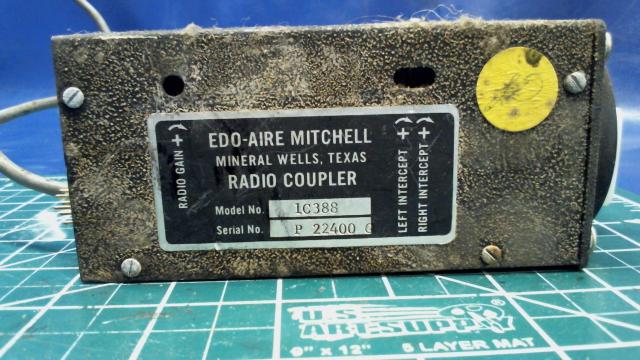 EDO-AIRE MITCHELL
MINERAL WELLS, TEXAS
RADIO COUPLER
Model No. 1C388
Serial No. P 22400 G
RADIO GAIN +
LEFT INTERCEPT +
RIGHT INTERCEPT +
US
ART SUPPLY
9" x 12" 5 LAYER MAT